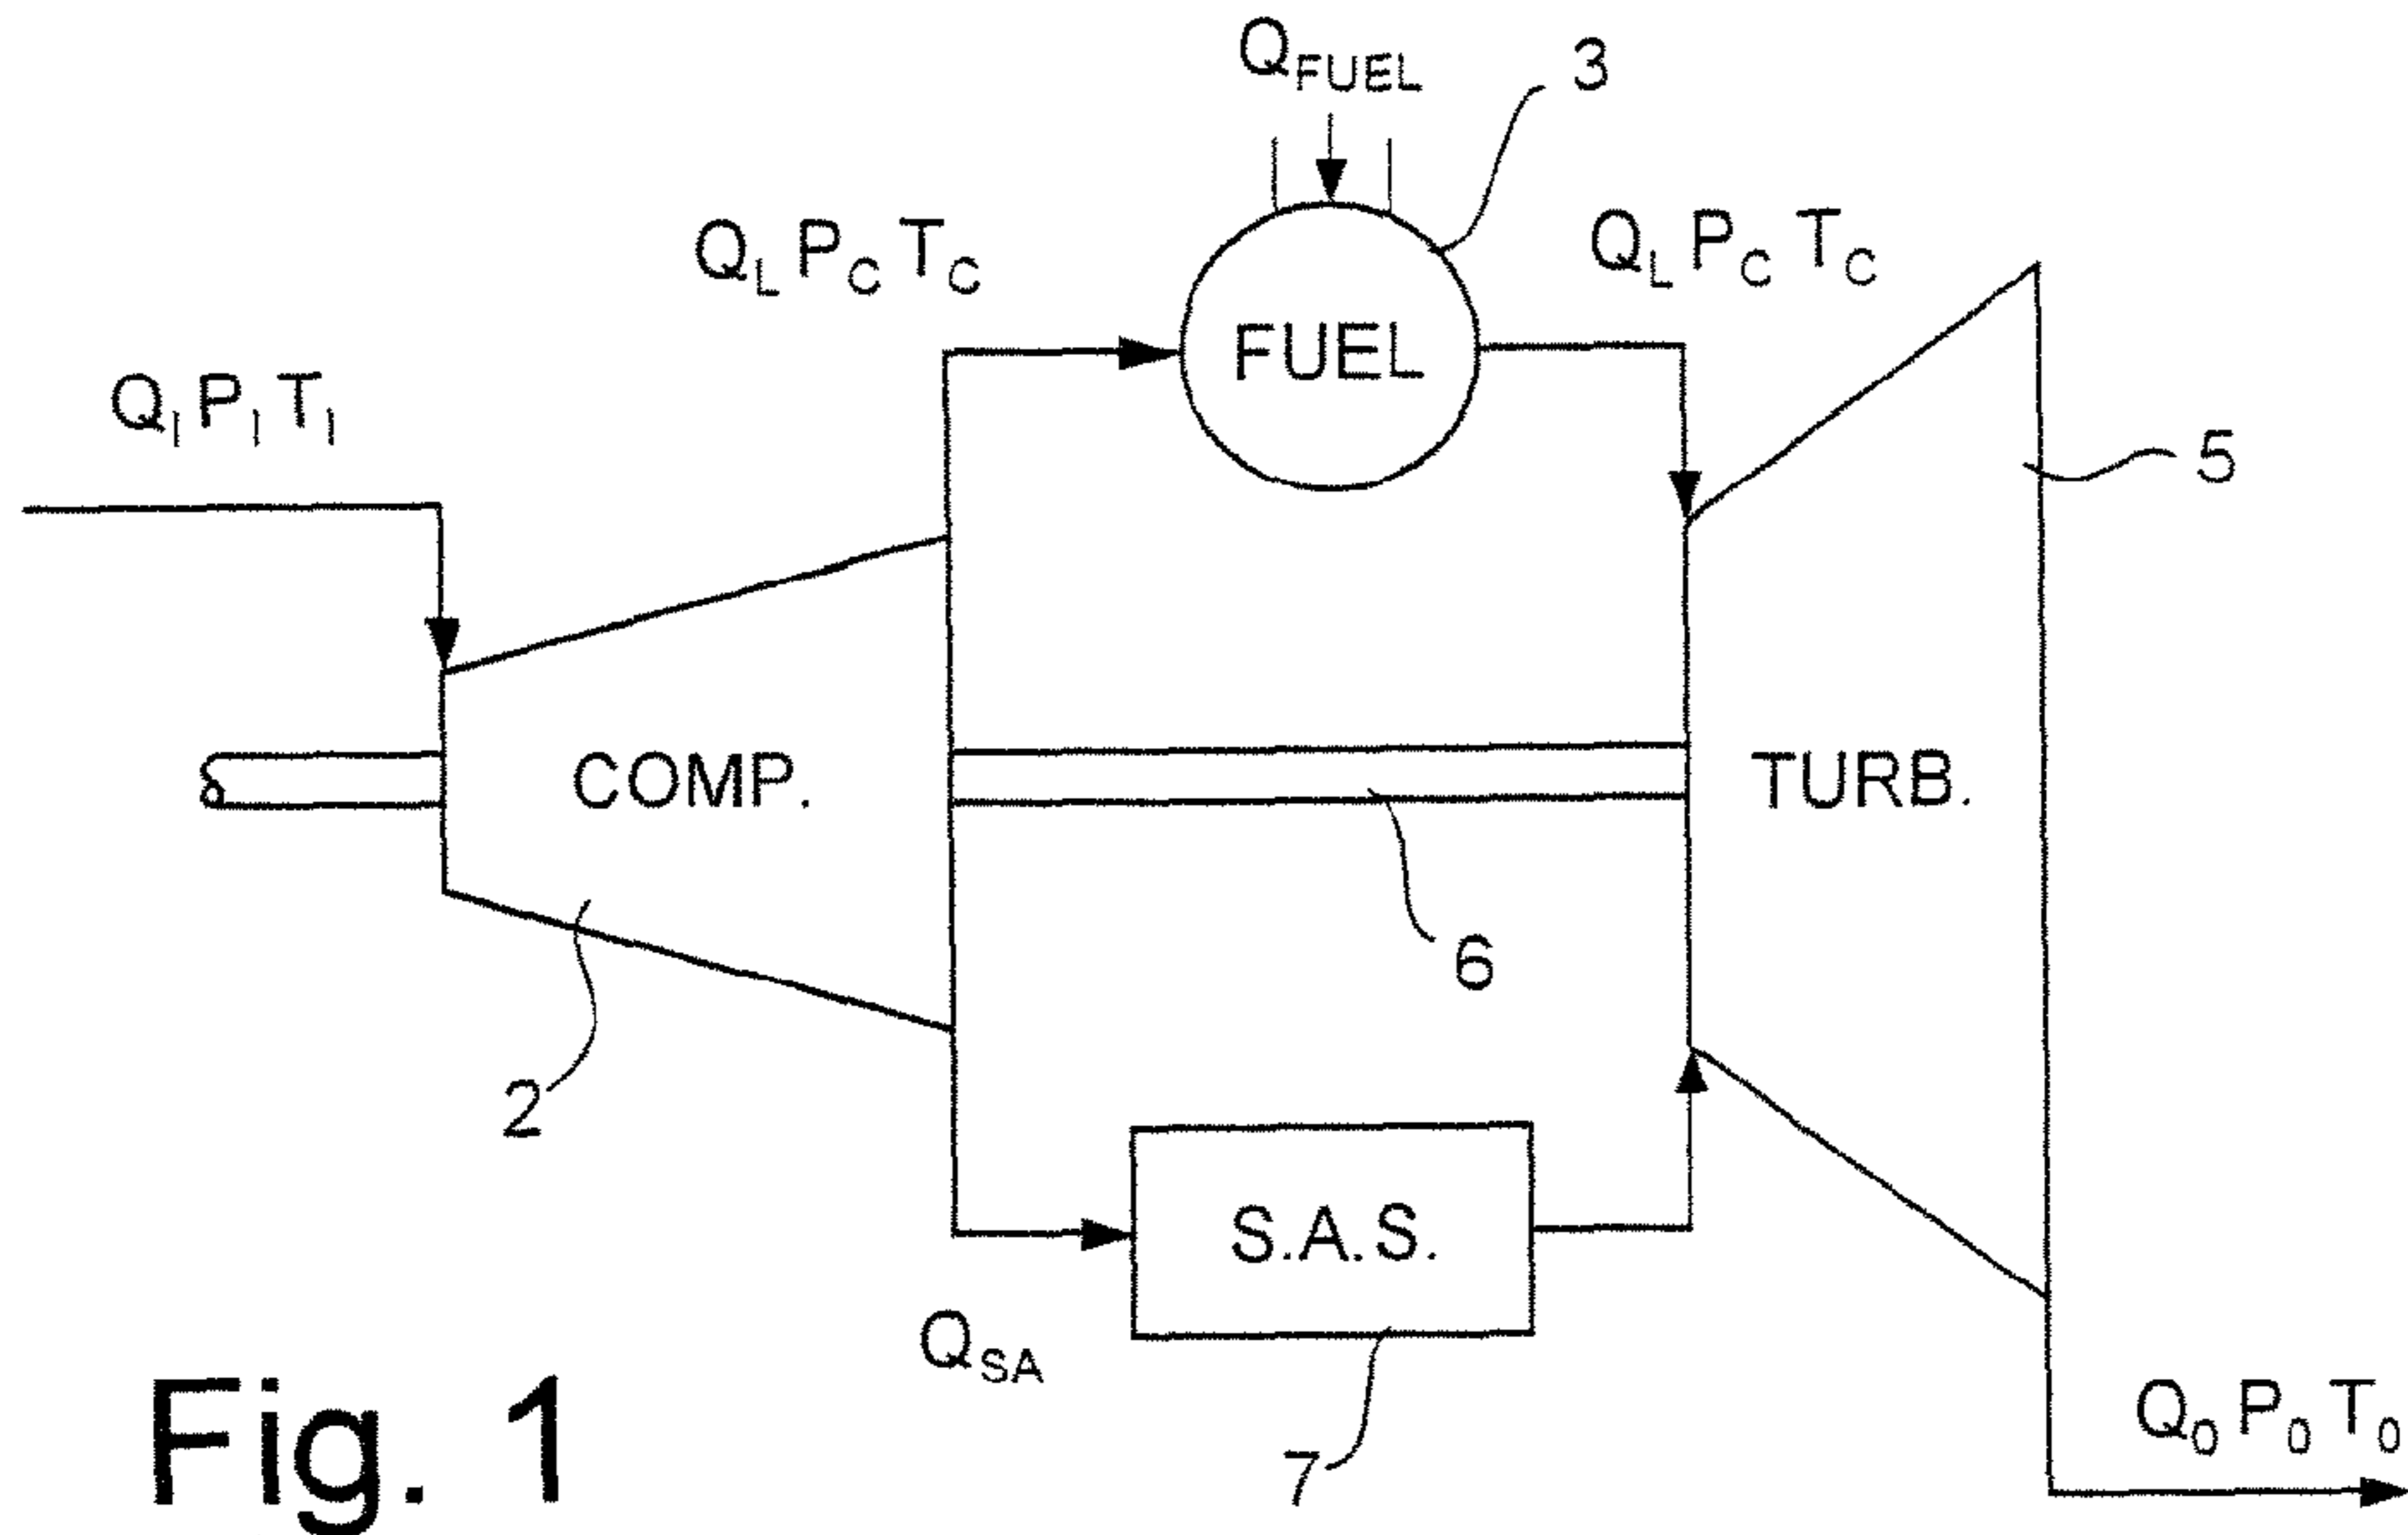 Q_FUEL
3
Q_L P_C T_C
Q_L P_C T_C
FUEL
Q_I P_I T_I
5
COMP.
TURB.
6
2
S.A.S.
Q_SA
7
Q_0 P_0 T_0
Fig. 1